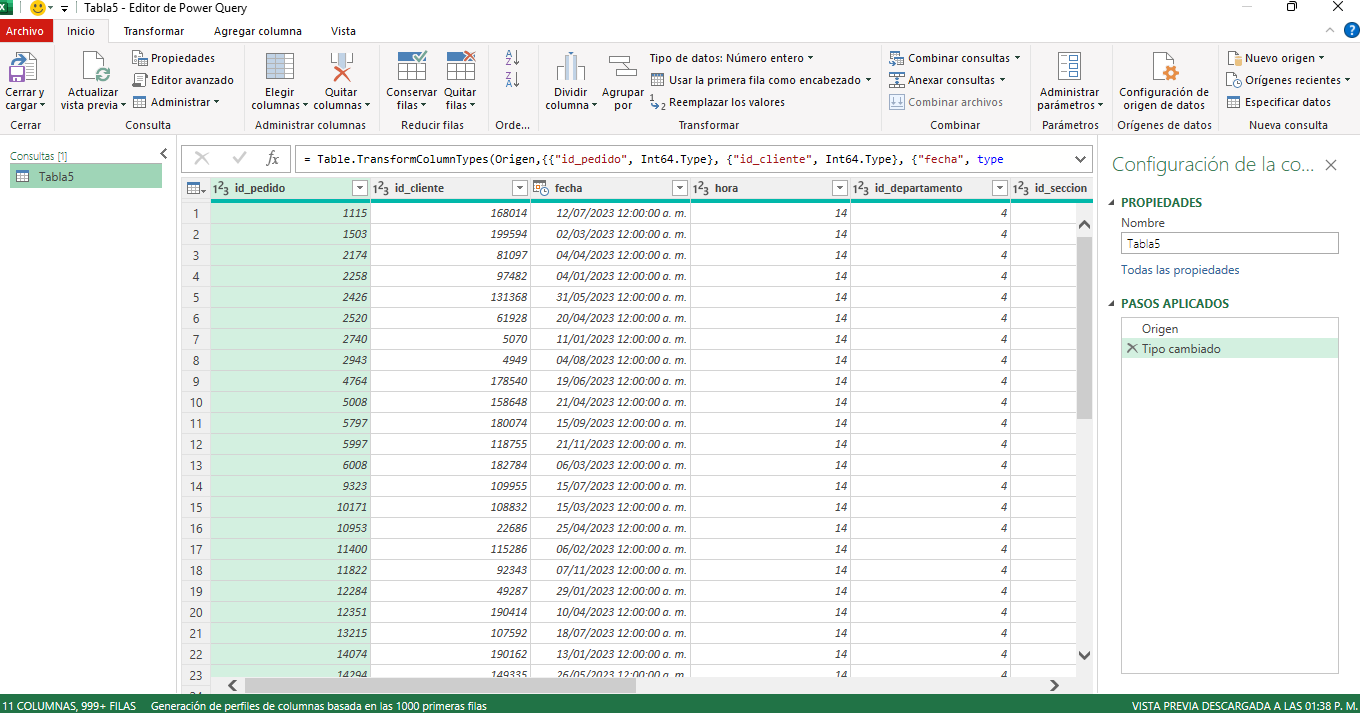 Tabla5 - Editor de Power Query
Archivo Inicio Transformar Agregar columna Vista
Cerrar y cargar
Cerrar
Actualizar vista previa
Propiedades
Editor avanzado
Administrar
Consulta
Elegir columnas
Quitar columnas
Administrar columnas
Conservar filas
Quitar filas
Reducir filas
Orde...
Dividir columna
Agrupar por
Tipo de datos: Número entero
Usar la primera fila como encabezado
Reemplazar los valores
Transformar
Combinar consultas
Anexar consultas
Combinar archivos
Combinar
Administrar parámetros
Parámetros
Configuración de origen de datos
Orígenes de datos
Nuevo origen
Orígenes recientes
Especificar datos
Nueva consulta
Consultas [1]
Tabla5
fx = Table.TransformColumnTypes(Origen,{{"id_pedido", Int64.Type}, {"id_cliente", Int64.Type}, {"fecha", type
id_pedido id_cliente fecha hora id_departamento id_seccion
1 1115 168014 12/07/2023 12:00:00 a. m. 14 4
2 1503 199594 02/03/2023 12:00:00 a. m. 14 4
3 2174 81097 04/04/2023 12:00:00 a. m. 14 4
4 2258 97482 04/01/2023 12:00:00 a. m. 14 4
5 2426 131368 31/05/2023 12:00:00 a. m. 14 4
6 2520 61928 20/04/2023 12:00:00 a. m. 14 4
7 2740 5070 11/01/2023 12:00:00 a. m. 14 4
8 2943 4949 04/08/2023 12:00:00 a. m. 14 4
9 4764 178540 19/06/2023 12:00:00 a. m. 14 4
10 5008 158648 21/04/2023 12:00:00 a. m. 14 4
11 5797 180074 15/09/2023 12:00:00 a. m. 14 4
12 5997 118755 21/11/2023 12:00:00 a. m. 14 4
13 6008 182784 06/03/2023 12:00:00 a. m. 14 4
14 9323 109955 15/07/2023 12:00:00 a. m. 14 4
15 10171 108832 15/03/2023 12:00:00 a. m. 14 4
16 10953 22686 25/04/2023 12:00:00 a. m. 14 4
17 11400 115286 06/02/2023 12:00:00 a. m. 14 4
18 11822 92343 07/11/2023 12:00:00 a. m. 14 4
19 12284 49287 29/01/2023 12:00:00 a. m. 14 4
20 12351 190414 10/04/2023 12:00:00 a. m. 14 4
21 13215 107592 18/07/2023 12:00:00 a. m. 14 4
22 14074 190162 13/01/2023 12:00:00 a. m. 14 4
23 14294 149335 26/05/2023 12:00:00 a. m. 14 4
Configuración de la co...
PROPIEDADES
Nombre
Tabla5
Todas las propiedades
PASOS APLICADOS
Origen
Tipo cambiado
11 COLUMNAS, 999+ FILAS Generación de perfiles de columnas basada en las 1000 primeras filas
VISTA PREVIA DESCARGADA A LAS 01:38 P. M.